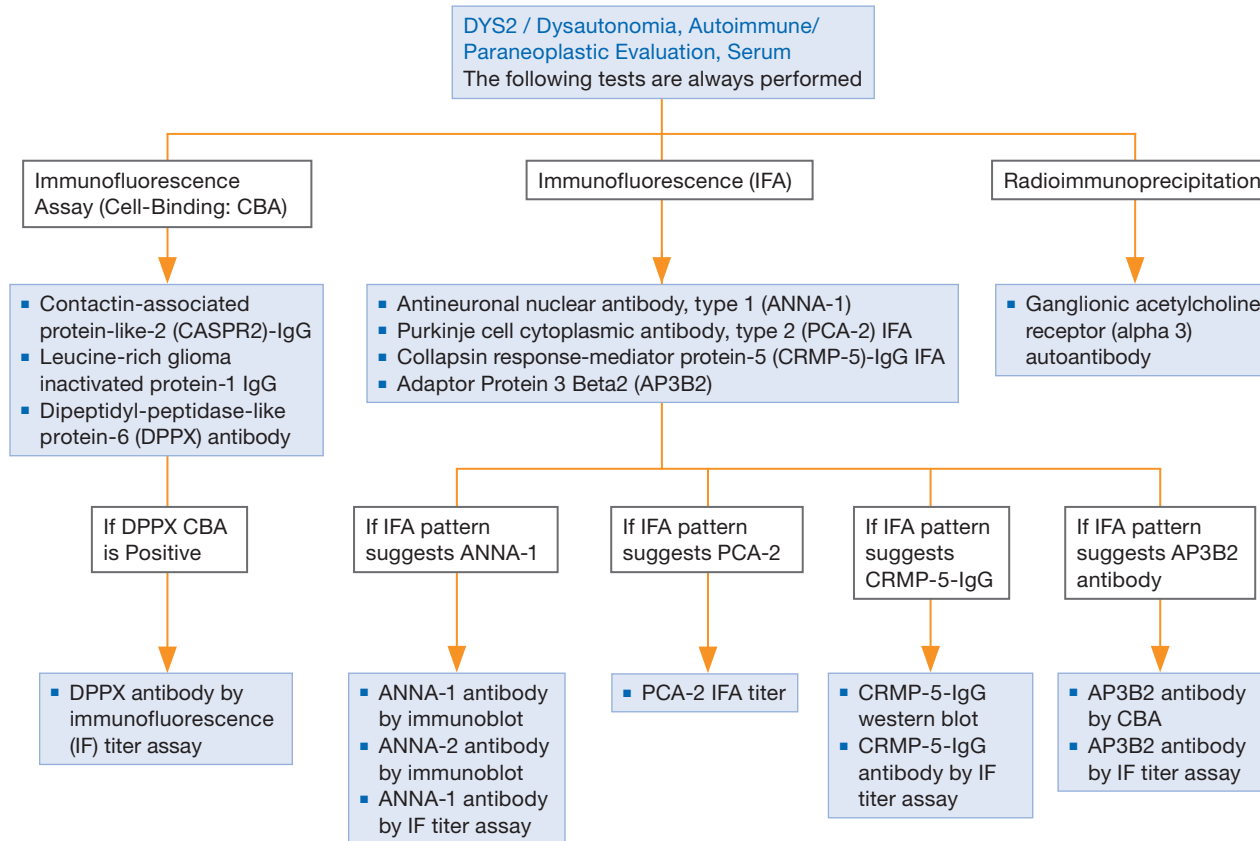 DYS2 / Dysautonomia, Autoimmune/
Paraneoplastic Evaluation, Serum
The following tests are always performed
Immunofluorescence
Assay (Cell-Binding: CBA)
Immunofluorescence (IFA)
Radioimmunoprecipitation
■ Contactin-associated
protein-like-2 (CASPR2)-IgG
■ Leucine-rich glioma
inactivated protein-1 IgG
■ Dipeptidyl-peptidase-like
protein-6 (DPPX) antibody
■ Antineuronal nuclear antibody, type 1 (ANNA-1)
■ Purkinje cell cytoplasmic antibody, type 2 (PCA-2) IFA
■ Collapsin response-mediator protein-5 (CRMP-5)-IgG IFA
■ Adaptor Protein 3 Beta2 (AP3B2)
■ Ganglionic acetylcholine
receptor (alpha 3)
autoantibody
If DPPX CBA
is Positive
If IFA pattern
suggests ANNA-1
If IFA pattern
suggests PCA-2
If IFA pattern
suggests
CRMP-5-IgG
If IFA pattern
suggests AP3B2
antibody
■ DPPX antibody by
immunofluorescence
(IF) titer assay
■ ANNA-1 antibody
by immunoblot
■ ANNA-2 antibody
by immunoblot
■ ANNA-1 antibody
by IF titer assay
■ PCA-2 IFA titer
■ CRMP-5-IgG
western blot
■ CRMP-5-IgG
antibody by IF
titer assay
■ AP3B2 antibody
by CBA
■ AP3B2 antibody
by IF titer assay